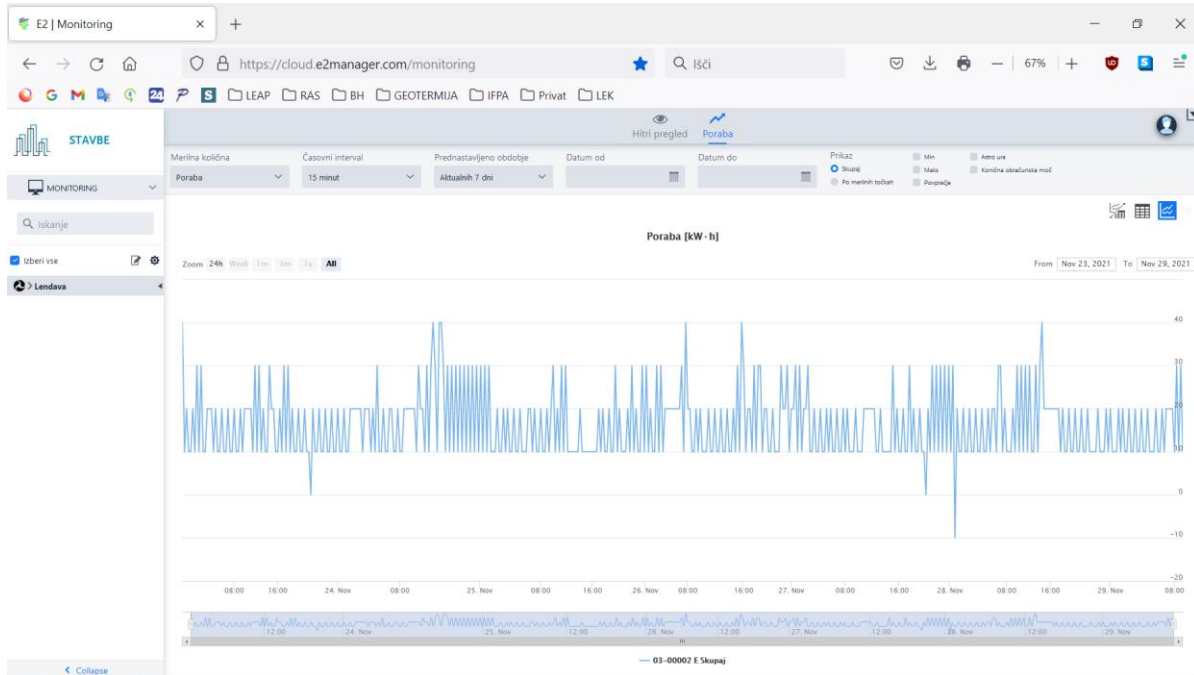 E2 | Monitoring
https://cloud.e2manager.com/monitoring
Išči
67%
24
LEAP RAS BH GEOTERMIJA IFPA Privat LEK
STAVBE
Hitri pregled Poraba
MONITORING
Iskanje
Izberi vse
Lendava
Merilna količina Časovni interval Prednastavljeno obdobje Datum od Datum do Prikaz
Poraba 15 minut Aktualnih 7 dni
Skupaj
Po merilnih točkah
Min
Maks
Povprečja
Astro ura
Konična obračunska moč
Poraba [kW·h]
Zoom 24h Week 1m 3m 1y All
From Nov 23, 2021 To Nov 29, 2021
40
30
20
10
0
-10
-20
08:00 16:00 24. Nov 08:00 25. Nov 08:00 16:00 26. Nov 08:00 16:00 27. Nov 08:00 16:00 28. Nov 08:00 16:00 29. Nov 08:00
12:00 24. Nov 25. Nov 12:00 26. Nov 12:00 27. Nov 12:00 28. Nov 12:00 29. Nov
03-00002 E Skupaj
Collapse